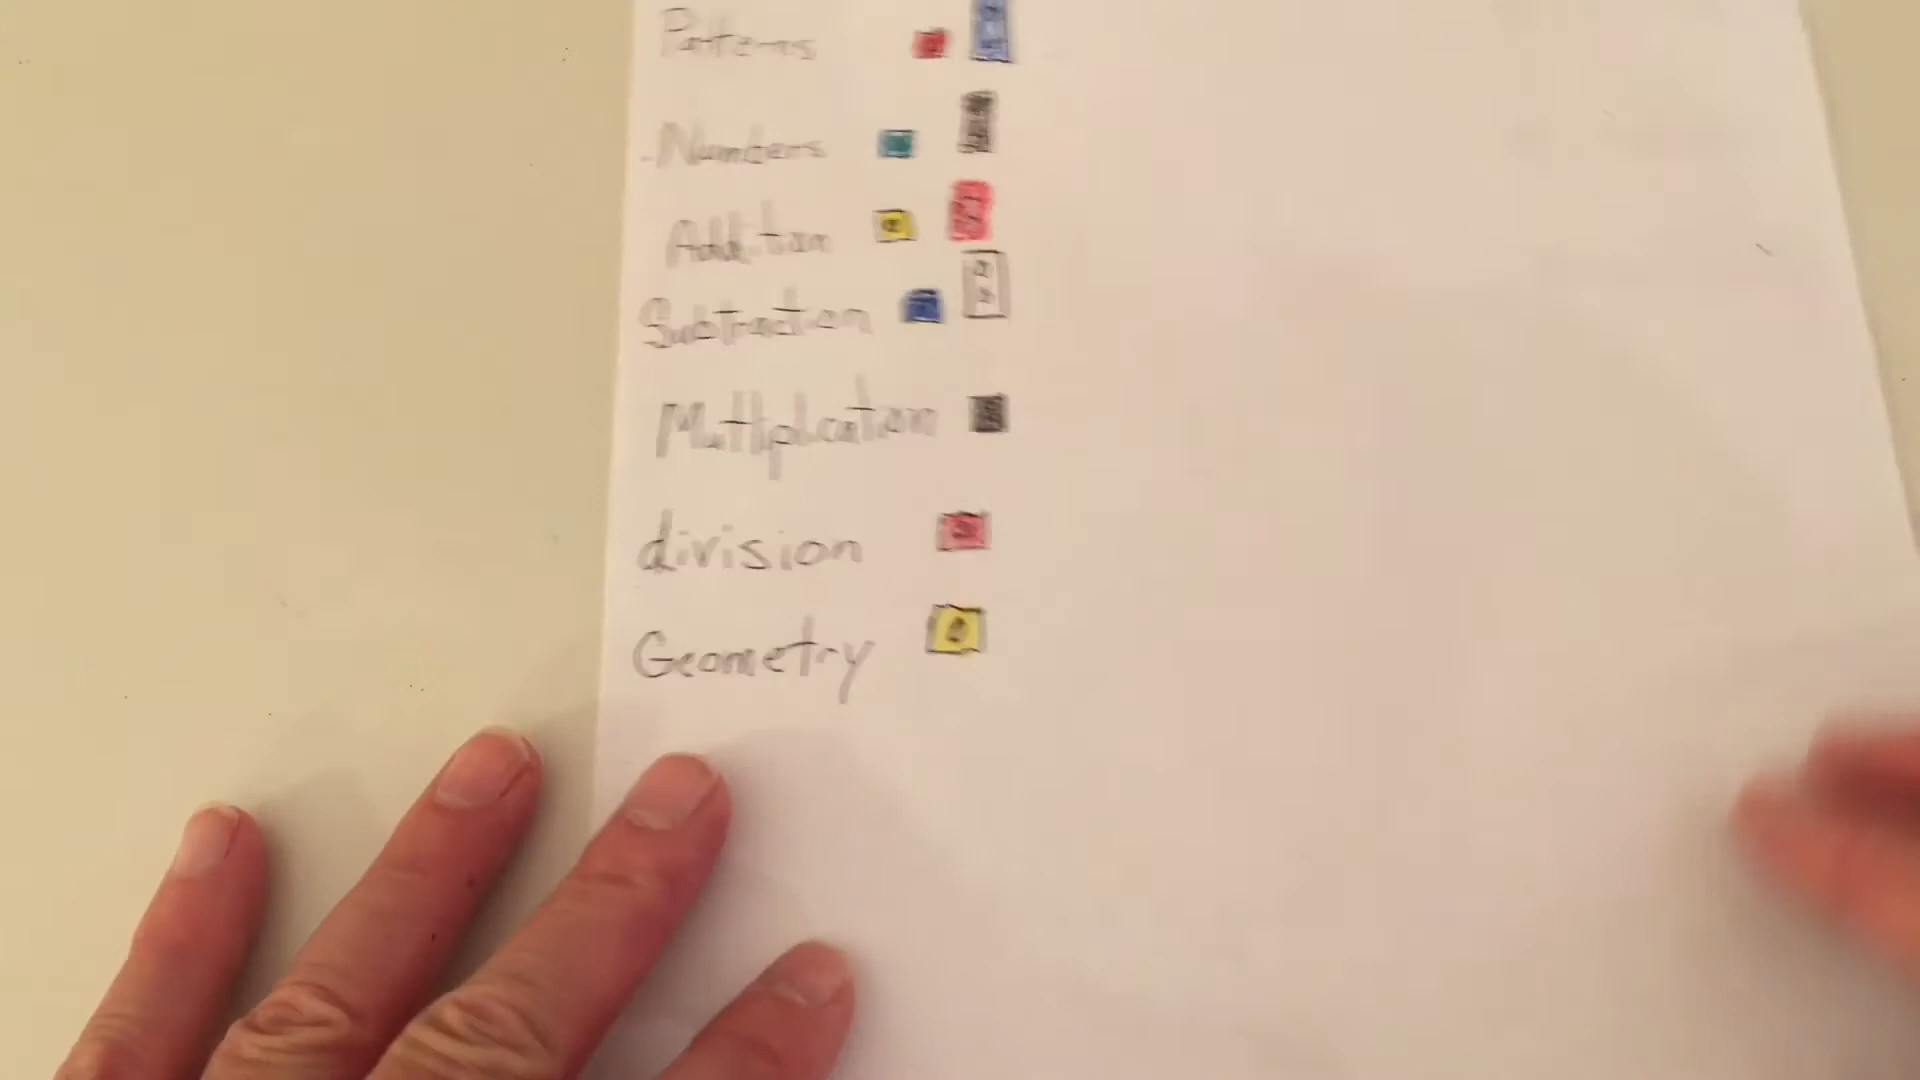 Patterns
Numbers
Addition
Subtraction
Multiplication
division
Geometry